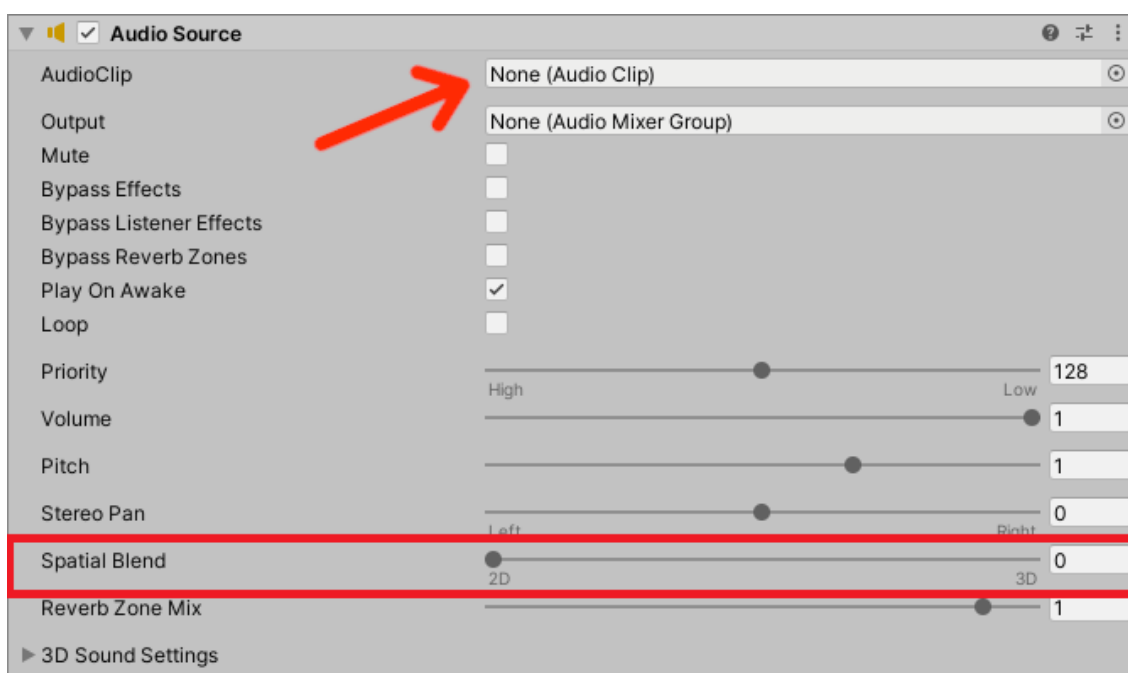 Audio Source
AudioClip None (Audio Clip)
Output None (Audio Mixer Group)
Mute
Bypass Effects
Bypass Listener Effects
Bypass Reverb Zones
Play On Awake
Loop
Priority 128
High Low
Volume 1
Pitch 1
Stereo Pan 0
Left Right
Spatial Blend 0
2D 3D
Reverb Zone Mix 1
3D Sound Settings